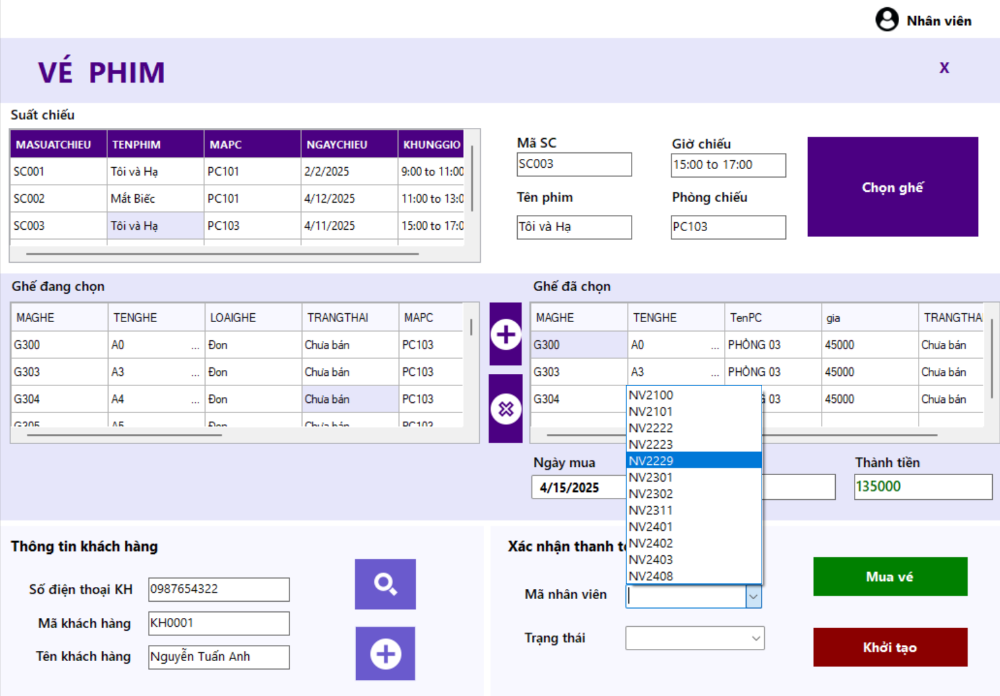 Nhân viên
VÉ PHIM
X
Suất chiếu
MASUATCHIEU TENPHIM MAPC NGAYCHIEU KHUNGGIO
SC001 Tôi và Hạ PC101 2/2/2025 9:00 to 11:00
SC002 Mắt Biếc PC101 4/12/2025 11:00 to 13:0
SC003 Tôi và Hạ PC103 4/11/2025 15:00 to 17:0
Mã SC
SC003
Giờ chiếu
15:00 to 17:00
Tên phim
Tôi và Hạ
Phòng chiếu
PC103
Chọn ghế
Ghế đang chọn
MAGHE TENGHE LOAIGHE TRANGTHAI MAPC
G300 A0 ... Đơn Chưa bán PC103
G303 A3 ... Đơn Chưa bán PC103
G304 A4 ... Đơn Chưa bán PC103
G305 A5 ... Đơn Chưa bán PC103
Ghế đã chọn
MAGHE TENGHE TenPC gia TRANGTHA
G300 A0 ... PHÒNG 03 45000 Chưa bán
G303 A3 ... PHÒNG 03 45000 Chưa bán
G304 03 45000 Chưa bán
NV2100
NV2101
NV2222
NV2223
NV2229
NV2301
NV2302
NV2311
NV2401
NV2402
NV2403
NV2408
Ngày mua
4/15/2025
Thành tiền
135000
Thông tin khách hàng
Số điện thoại KH 0987654322
Mã khách hàng KH0001
Tên khách hàng Nguyễn Tuấn Anh
Xác nhận thanh t
Mã nhân viên
Trạng thái
Mua vé
Khởi tạo